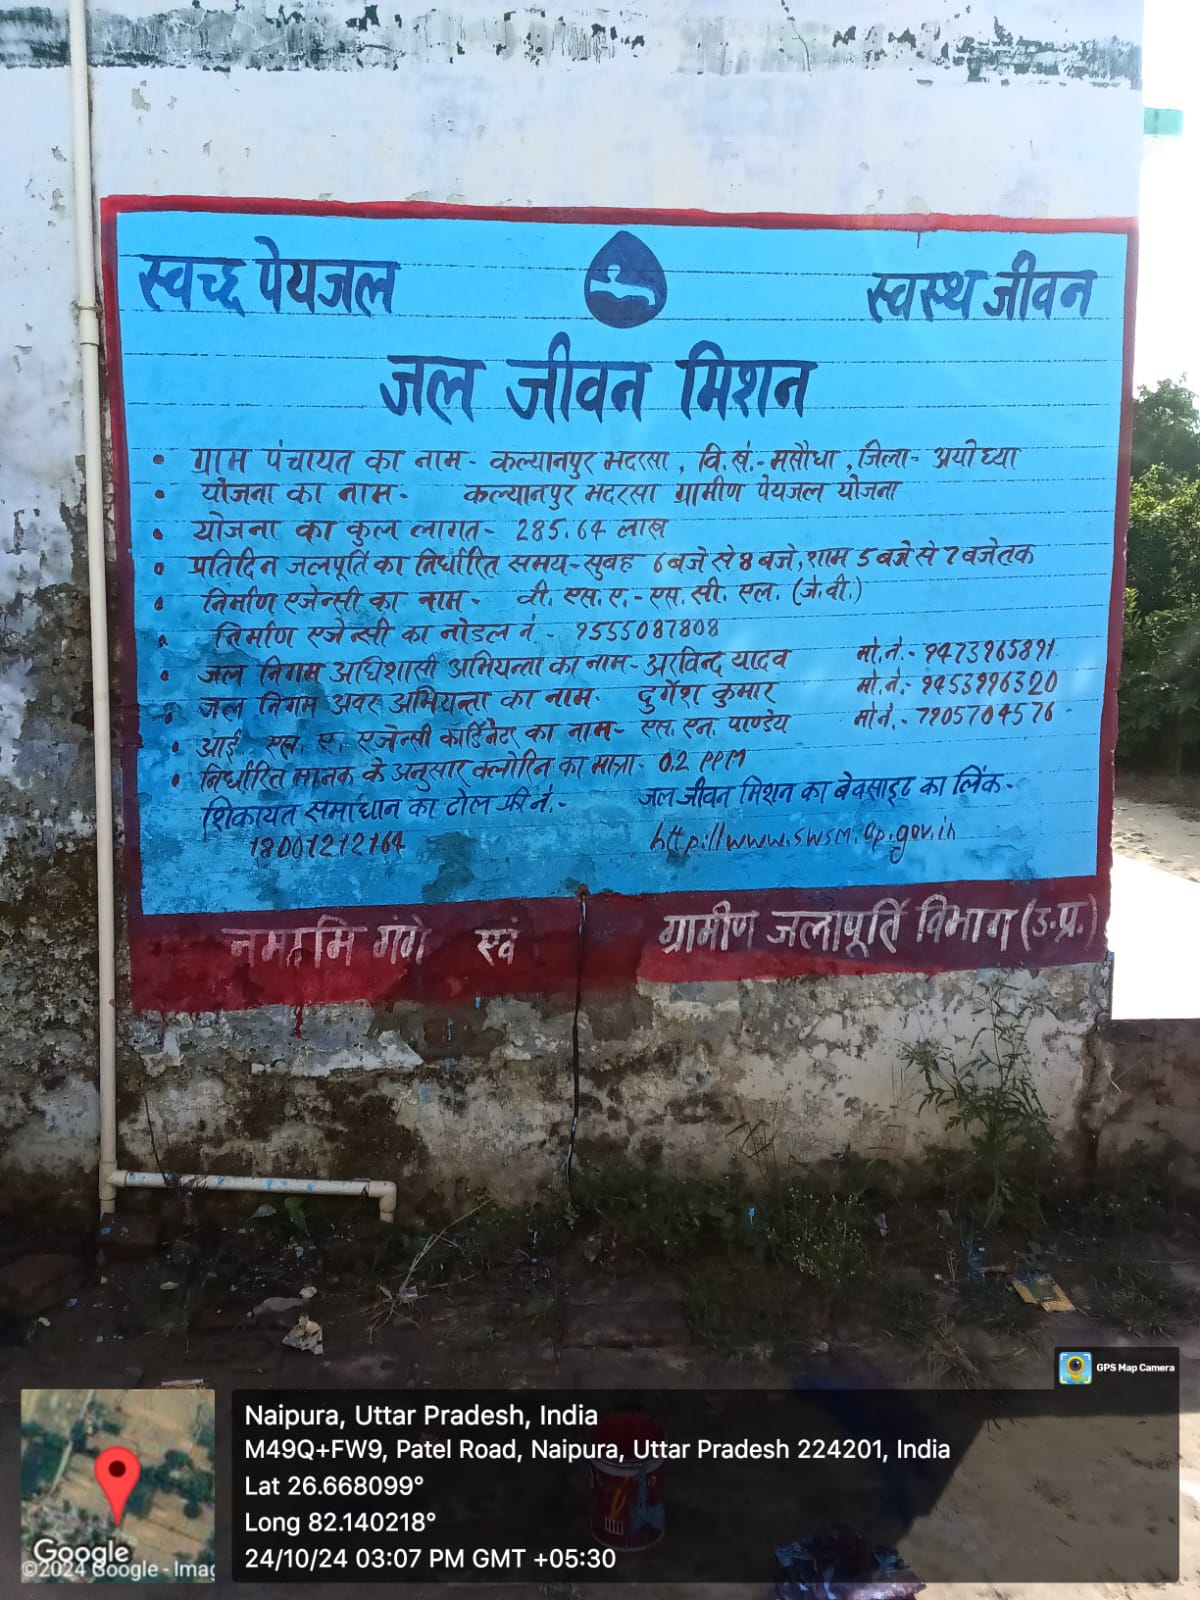 स्वच्छ पेयजल
स्वस्थ जीवन
जल जीवन मिशन
• ग्राम पंचायत का नाम - कल्यानपुर भदरसा , वि.खं.- मसौधा , जिला - अयोध्या
• योजना का नाम - कल्यानपुर भदरसा ग्रामीण पेयजल योजना
• योजना का कुल लागत - 285.64 लाख
• प्रतिदिन जलपूर्ति का निर्धारित समय - सुबह 6 बजे से 8 बजे, शाम 5 बजे से 7 बजे तक
• निर्माण एजेन्सी का नाम - वी. एस. ए. - एस. सी. एल. (जे.वी.)
• निर्माण एजेन्सी का नोडल नं. - 9555087808
• जल निगम अधिशासी अभियन्ता का नाम - अरविन्द यादव मो.नं. - 9473965891
• जल निगम अवर अभियन्ता का नाम - दुर्गेश कुमार मो.नं. - 9453996320
• आई. एस. ए. एजेन्सी कार्डिनेटर का नाम - एस. एन. पाण्डेय मो.नं. - 7905704576
• निर्धारित मानक के अनुसार क्लोरिन का मात्रा - 0.2 PPM
शिकायत समाधान का टोल फ्री नं. - जल जीवन मिशन का बेवसाइट का लिंक -
18001212164 http://www.swsm.up.gov.in
नमामि गंगे एवं ग्रामीण जलापूर्ति विभाग (उ.प्र.)
GPS Map Camera
Naipura, Uttar Pradesh, India
M49Q+FW9, Patel Road, Naipura, Uttar Pradesh 224201, India
Lat 26.668099°
Long 82.140218°
24/10/24 03:07 PM GMT +05:30
Google
©2024 Google - Imag